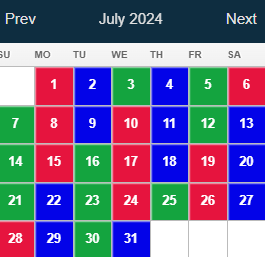 Prev July 2024 Next
SU MO TU WE TH FR SA
1 2 3 4 5 6
7 8 9 10 11 12 13
14 15 16 17 18 19 20
21 22 23 24 25 26 27
28 29 30 31